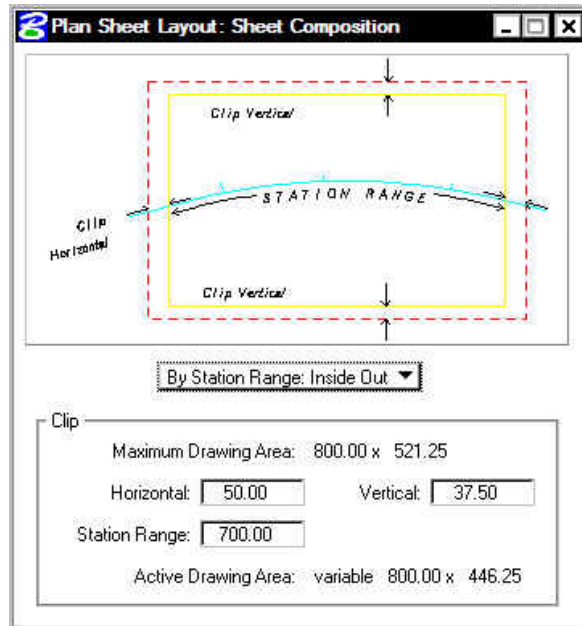 Plan Sheet Layout: Sheet Composition
Clip Vertical
STATION RANGE
Clip
Horizontal
Clip Vertical
By Station Range: Inside Out
Clip
Maximum Drawing Area: 800.00 x 521.25
Horizontal: 50.00 Vertical: 37.50
Station Range: 700.00
Active Drawing Area: variable 800.00 x 446.25